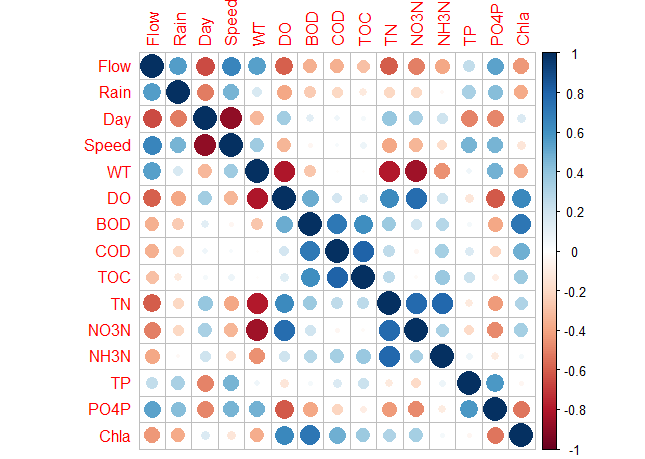 Flow Rain Day Speed WT DO BOD COD TOC TN NO3N NH3N TP PO4P Chla
Flow
Rain
Day
Speed
WT
DO
BOD
COD
TOC
TN
NO3N
NH3N
TP
PO4P
Chla
1
0.8
0.6
0.4
0.2
0
-0.2
-0.4
-0.6
-0.8
-1